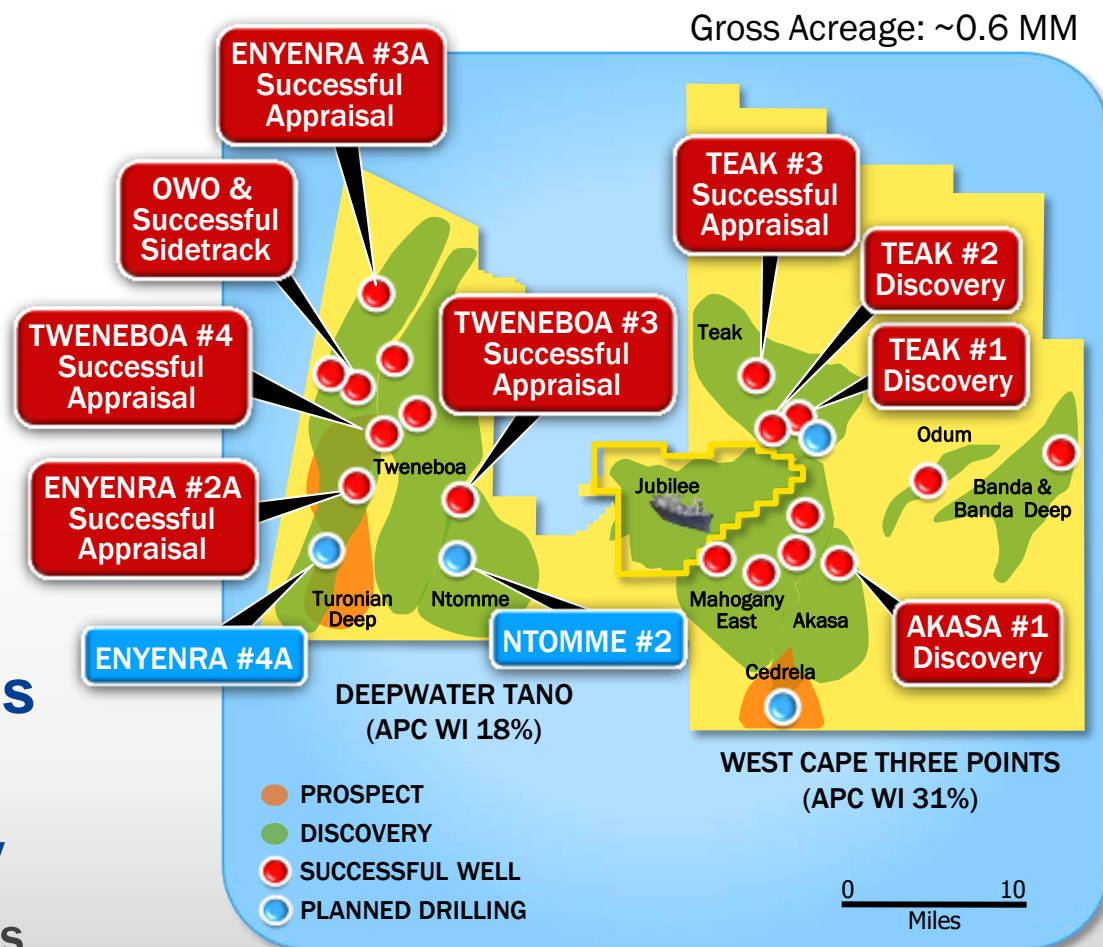 Gross Acreage: ~0.6 MM
ENYENRA #3A
Successful
Appraisal
OWO &
Successful
Sidetrack
TWENEBOA #4
Successful
Appraisal
ENYENRA #2A
Successful
Appraisal
ENYENRA #4A
TWENEBOA #3
Successful
Appraisal
NTOMME #2
TEAK #3
Successful
Appraisal
TEAK #2
Discovery
TEAK #1
Discovery
AKASA #1
Discovery
Teak
Tweneboa
Jubilee
Odum
Banda &
Banda Deep
Turonian
Deep
Ntomme
Mahogany
East
Akasa
Cedrela
DEEPWATER TANO
(APC WI 18%)
WEST CAPE THREE POINTS
(APC WI 31%)
PROSPECT
DISCOVERY
SUCCESSFUL WELL
PLANNED DRILLING
0 10
Miles
s
s